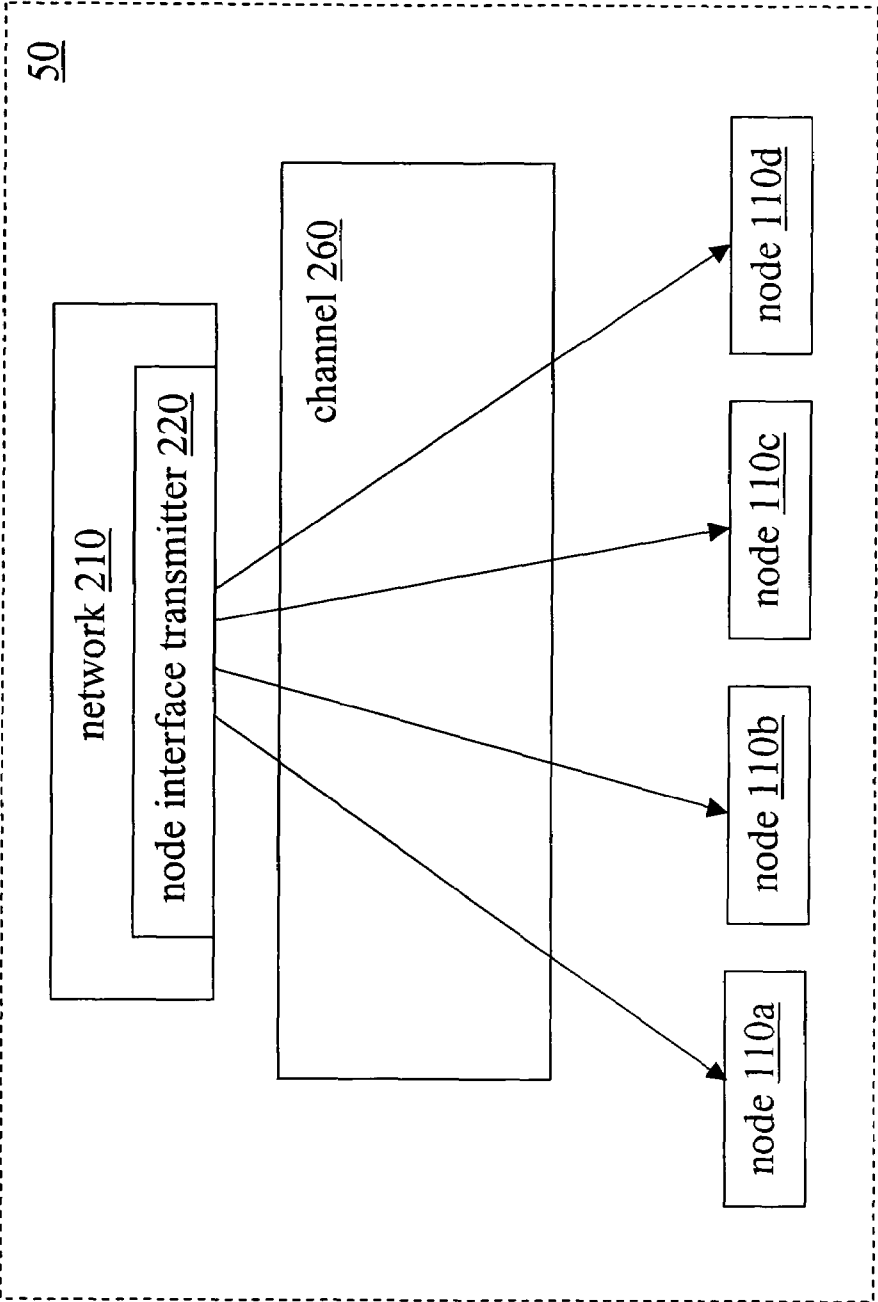 50
network 210
node interface transmitter 220
channel 260
node 110a
node 110b
node 110c
node 110d